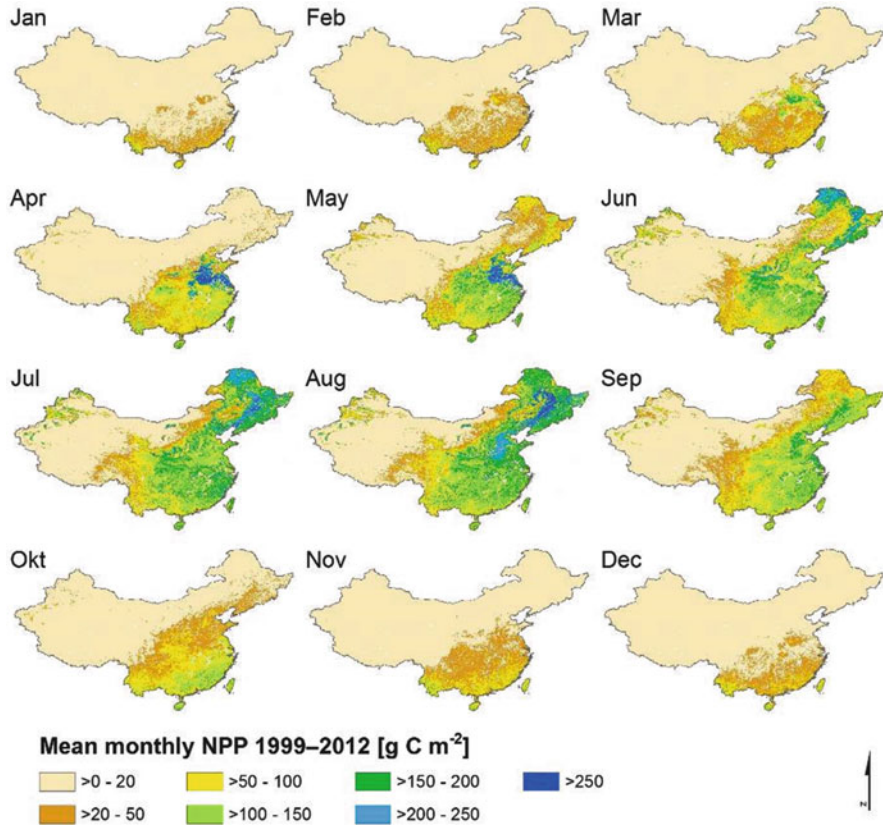 Jan Feb Mar
Apr May Jun
Jul Aug Sep
Okt Nov Dec
Mean monthly NPP 1999–2012 [g C m⁻²]
>0 - 20 >50 - 100 >150 - 200 >250
>20 - 50 >100 - 150 >200 - 250
N